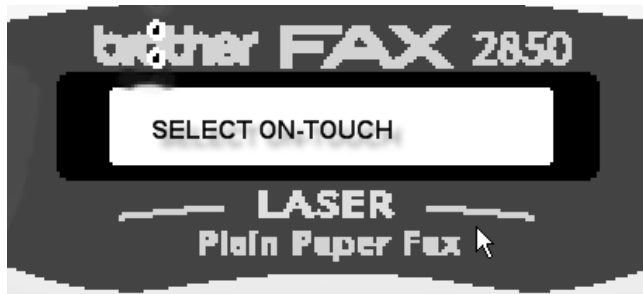 brother FAX 2850
SELECT ON-TOUCH
LASER
Plain Paper Fax